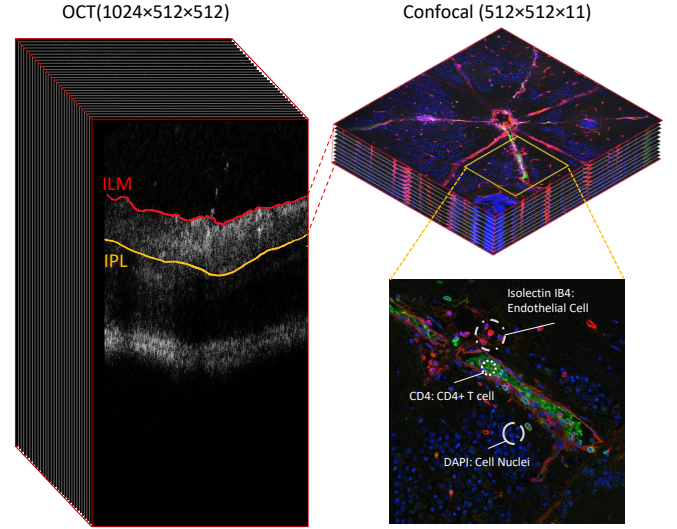 OCT(1024×512×512)
Confocal (512×512×11)
ILM
IPL
Isolectin IB4:
Endothelial Cell
CD4: CD4+ T cell
DAPI: Cell Nuclei